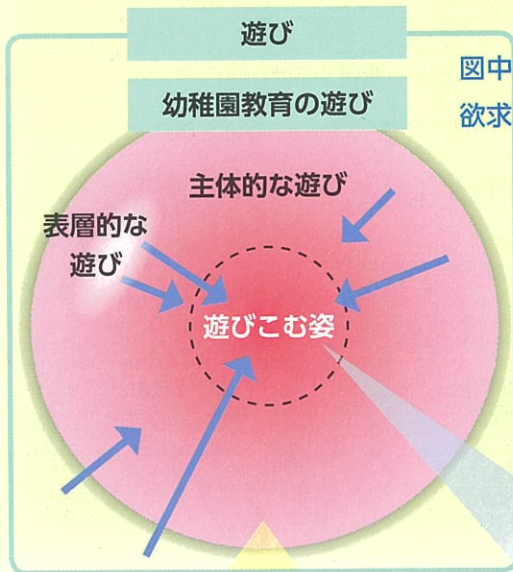 遊び
図中
幼稚園教育の遊び
欲求
主体的な遊び
表層的な
遊び
遊びこむ姿